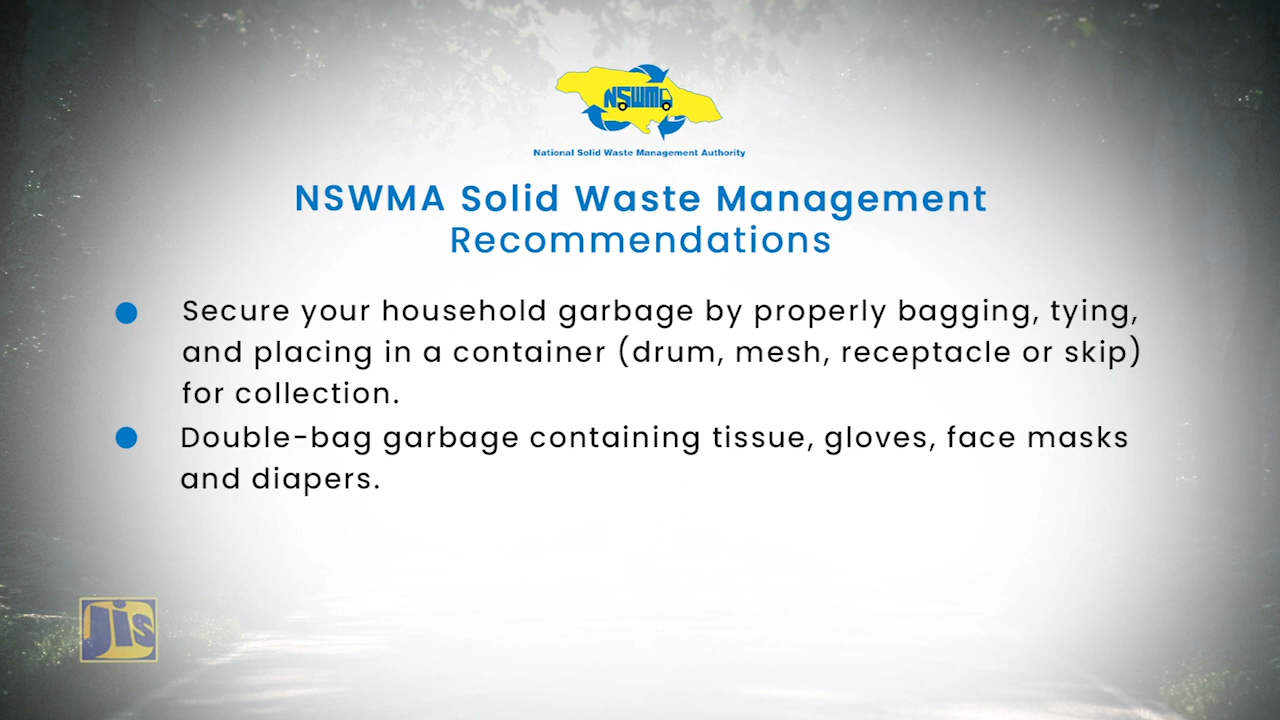 NSWMA
National Solid Waste Management Authority
NSWMA Solid Waste Management
Recommendations
Secure your household garbage by properly bagging, tying,
and placing in a container (drum, mesh, receptacle or skip)
for collection.
Double-bag garbage containing tissue, gloves, face masks
and diapers.
jis